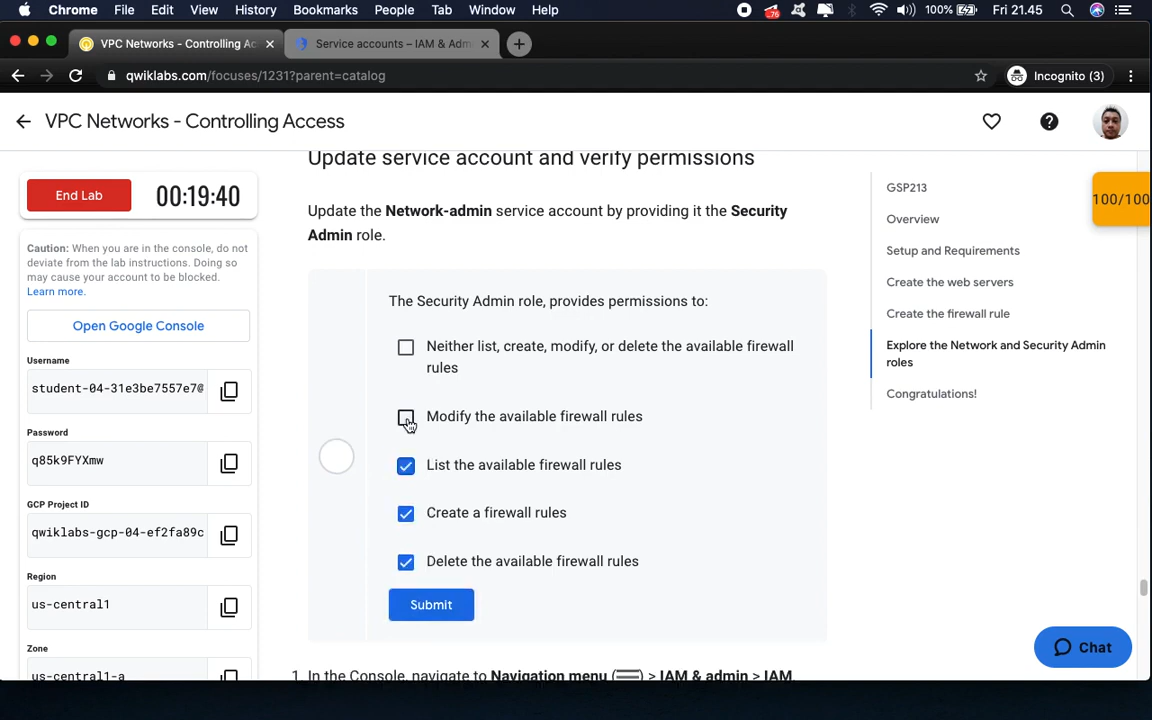 Chrome File Edit View History Bookmarks People Tab Window Help
76 100% Fri 21.45
VPC Networks - Controlling Ac
Service accounts – IAM & Adm
qwiklabs.com/focuses/1231?parent=catalog
Incognito (3)
VPC Networks - Controlling Access
End Lab
00:19:40
Caution: When you are in the console, do not
deviate from the lab instructions. Doing so
may cause your account to be blocked.
Learn more.
Open Google Console
Username
student-04-31e3be7557e7@
Password
q85k9FYXmw
GCP Project ID
qwiklabs-gcp-04-ef2fa89c
Region
us-central1
Zone
us-central1-a
Update service account and verify permissions
Update the Network-admin service account by providing it the Security
Admin role.
The Security Admin role, provides permissions to:
Neither list, create, modify, or delete the available firewall
rules
Modify the available firewall rules
List the available firewall rules
Create a firewall rules
Delete the available firewall rules
Submit
1. In the Console, navigate to Navigation menu ( ) > IAM & admin > IAM
GSP213
Overview
Setup and Requirements
Create the web servers
Create the firewall rule
Explore the Network and Security Admin
roles
Congratulations!
100/100
Chat